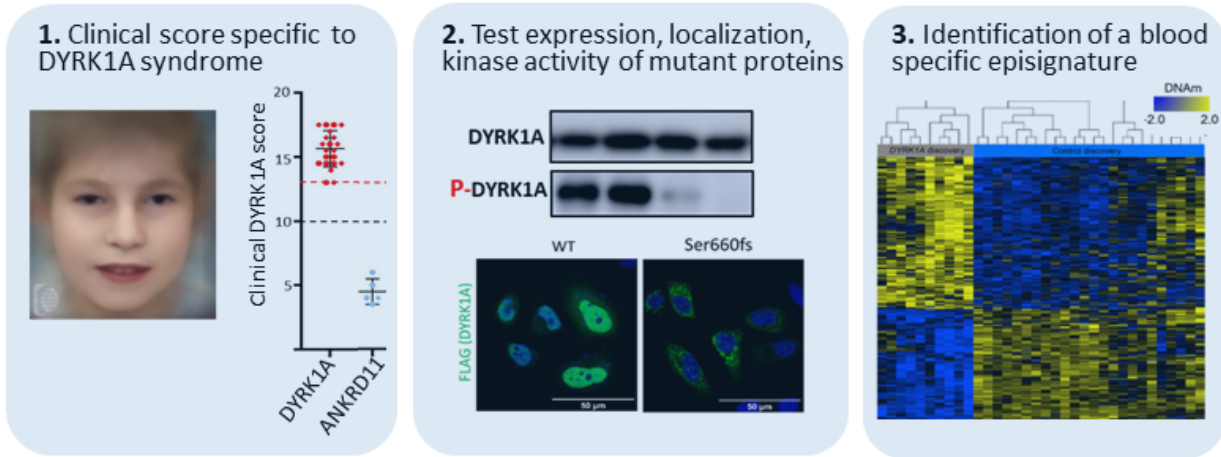 1. Clinical score specific to
DYRK1A syndrome
Clinical DYRK1A score
20
15
10
5
DYRK1A
ANKRD11
2. Test expression, localization,
kinase activity of mutant proteins
DYRK1A
P-DYRK1A
WT
Ser660fs
FLAG (DYRK1A)
50 µm
50 µm
3. Identification of a blood
specific episignature
DNAm
-2.0
2.0
DYRK1A discovery
Control discovery